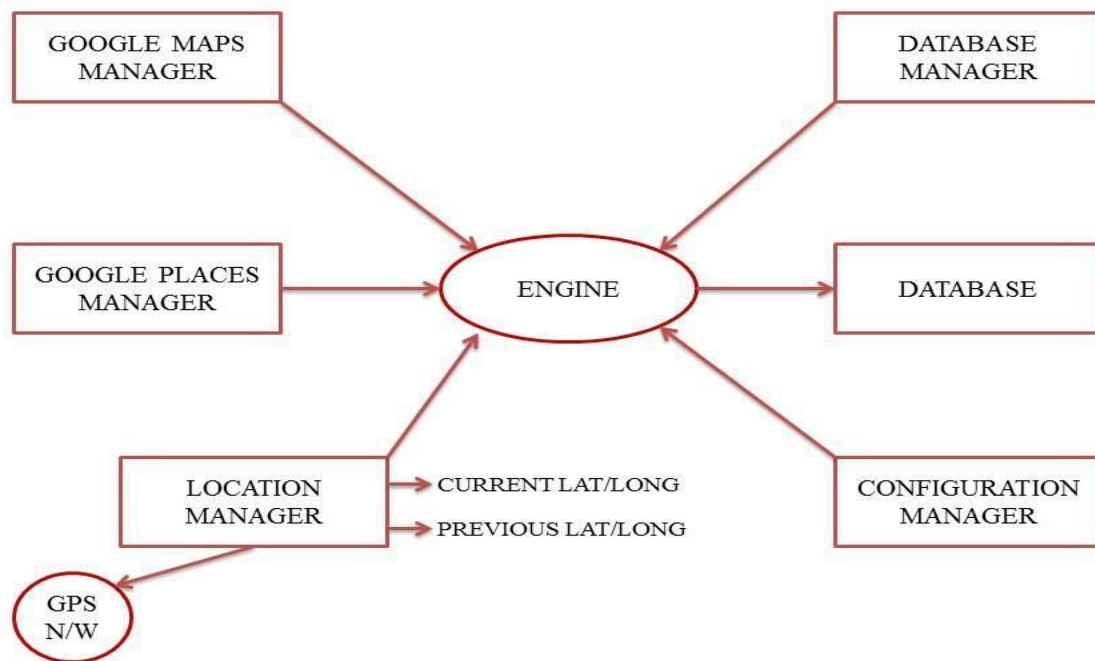 GOOGLE MAPS
MANAGER
DATABASE
MANAGER
GOOGLE PLACES
MANAGER
ENGINE
DATABASE
LOCATION
MANAGER
CURRENT LAT/LONG
PREVIOUS LAT/LONG
CONFIGURATION
MANAGER
GPS
N/W